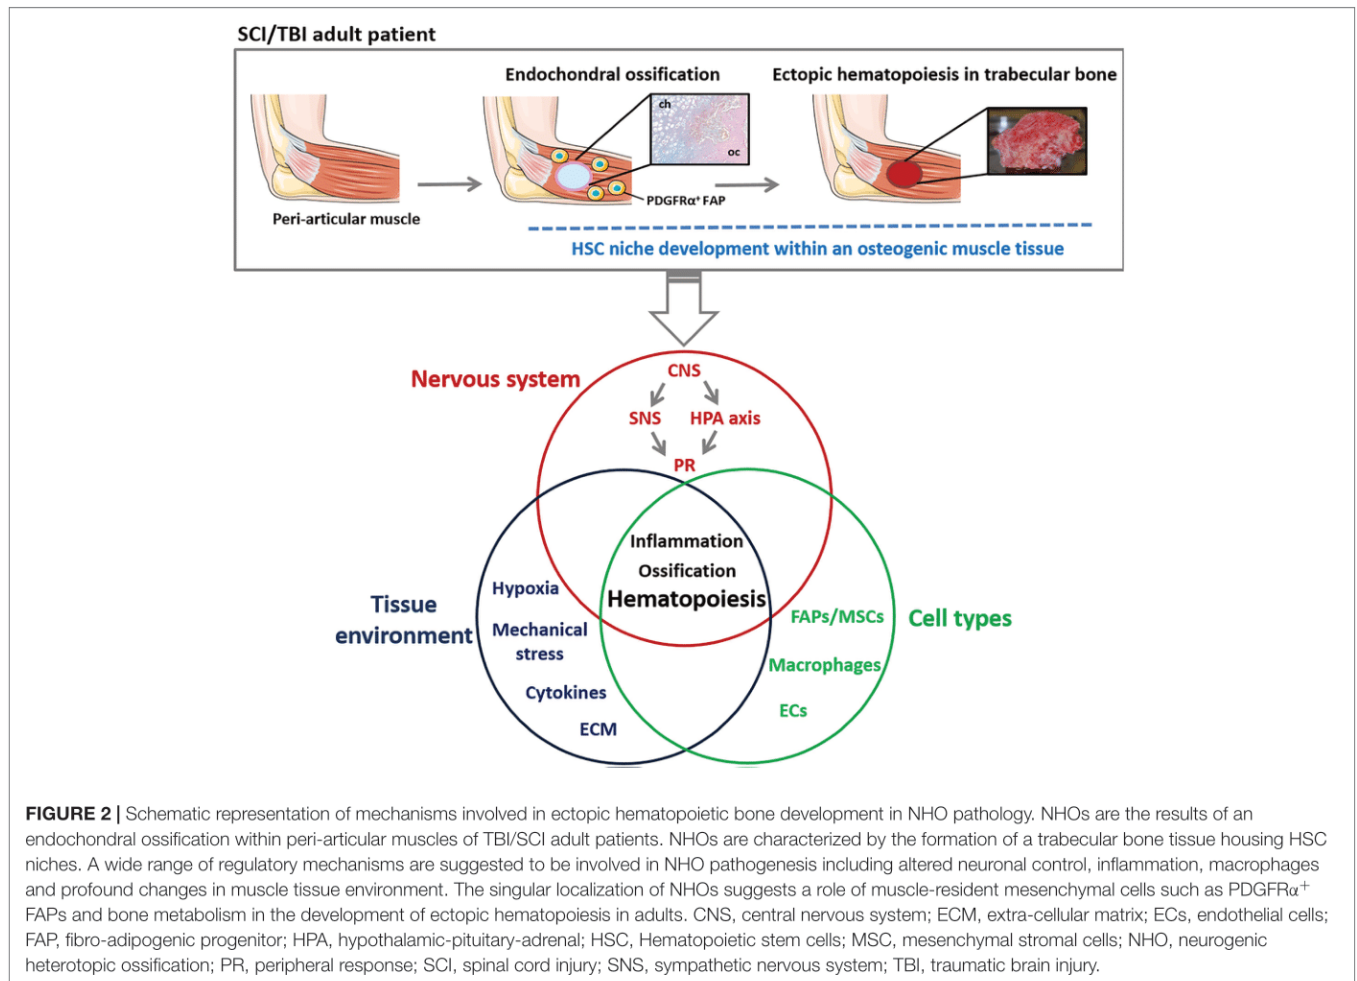 SCI/TBI adult patient
Endochondral ossification
Ectopic hematopoiesis in trabecular bone
ch
oc
PDGFRα⁺ FAP
Peri-articular muscle
HSC niche development within an osteogenic muscle tissue
Nervous system
CNS
SNS
HPA axis
PR
Inflammation
Ossification
Hematopoiesis
Tissue
environment
Hypoxia
Mechanical
stress
Cytokines
ECM
FAPs/MSCs
Macrophages
ECs
Cell types
FIGURE 2 | Schematic representation of mechanisms involved in ectopic hematopoietic bone development in NHO pathology. NHOs are the results of an
endochondral ossification within peri-articular muscles of TBI/SCI adult patients. NHOs are characterized by the formation of a trabecular bone tissue housing HSC
niches. A wide range of regulatory mechanisms are suggested to be involved in NHO pathogenesis including altered neuronal control, inflammation, macrophages
and profound changes in muscle tissue environment. The singular localization of NHOs suggests a role of muscle-resident mesenchymal cells such as PDGFRα⁺
FAPs and bone metabolism in the development of ectopic hematopoiesis in adults. CNS, central nervous system; ECM, extra-cellular matrix; ECs, endothelial cells;
FAP, fibro-adipogenic progenitor; HPA, hypothalamic-pituitary-adrenal; HSC, Hematopoietic stem cells; MSC, mesenchymal stromal cells; NHO, neurogenic
heterotopic ossification; PR, peripheral response; SCI, spinal cord injury; SNS, sympathetic nervous system; TBI, traumatic brain injury.